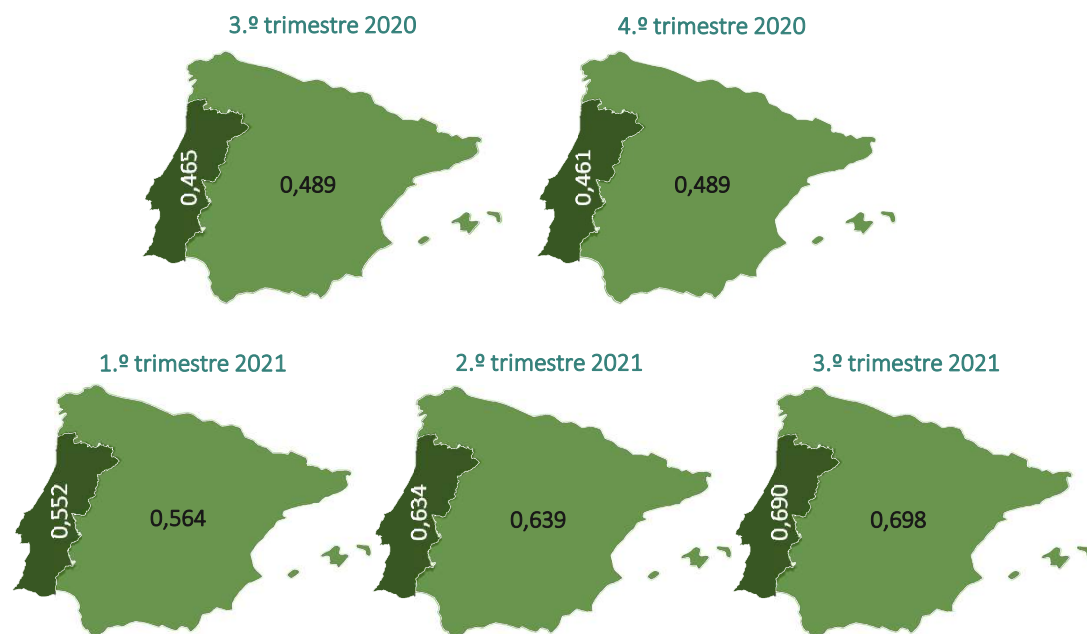 3.º trimestre 2020
4.º trimestre 2020
0,465
0,489
0,461
0,489
1.º trimestre 2021
2.º trimestre 2021
3.º trimestre 2021
0,552
0,564
0,634
0,639
0,690
0,698